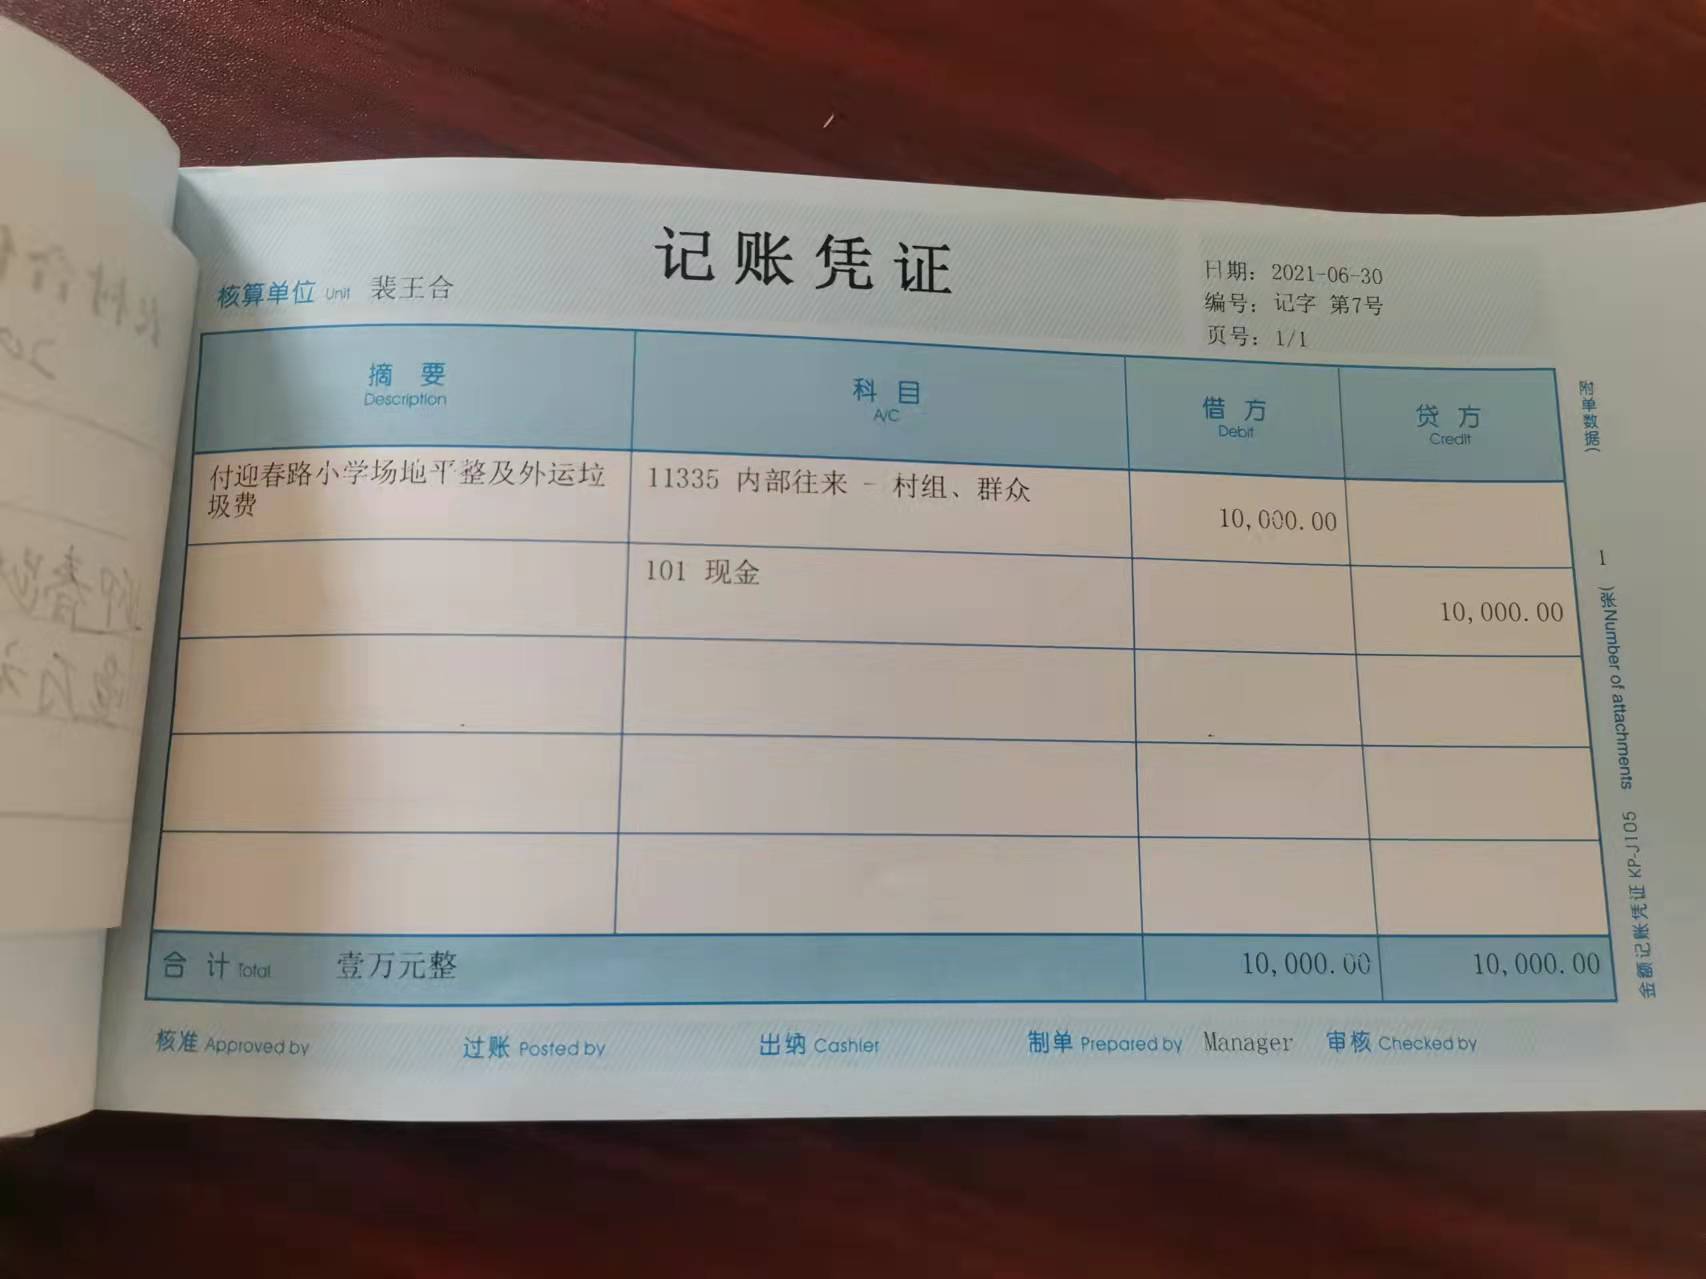 记账凭证
核算单位 Unit 裴王合
日期：2021-06-30
编号：记字 第7号
页号：1/1
摘 要 科 目 借 方 贷 方
Description A/C Debit Credit
付迎春路小学场地平整及外运垃 11335 内部往来 - 村组、群众
圾费 10,000.00
101 现金
10,000.00
合 计 Total 壹万元整 10,000.00 10,000.00
核准 Approved by 过账 Posted by 出纳 Cashier 制单 Prepared by Manager 审核 Checked by
附单数据( 1 )张Number of attachments 金额记账凭证 KP-J105